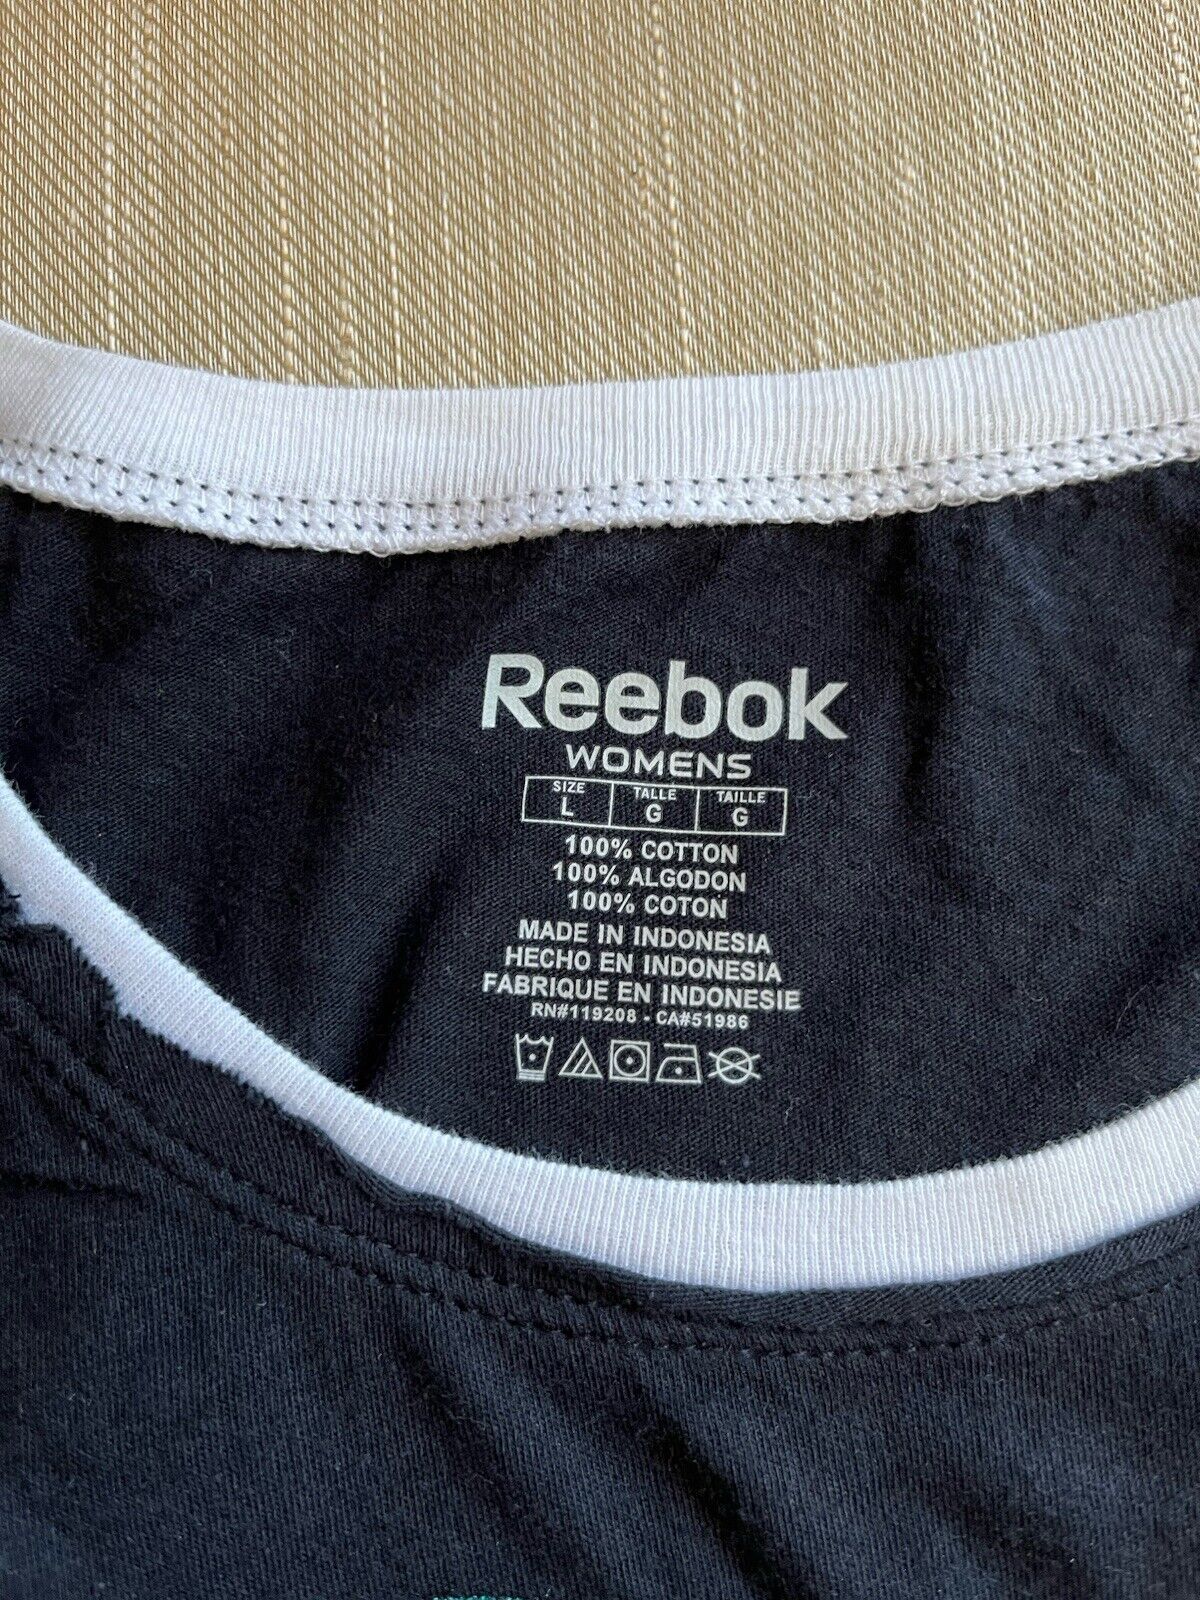 Reebok
WOMENS
SIZE TALLE TAILLE
L G G
100% COTTON
100% ALGODON
100% COTON
MADE IN INDONESIA
HECHO EN INDONESIA
FABRIQUE EN INDONESIE
RN#119208 - CA#51986